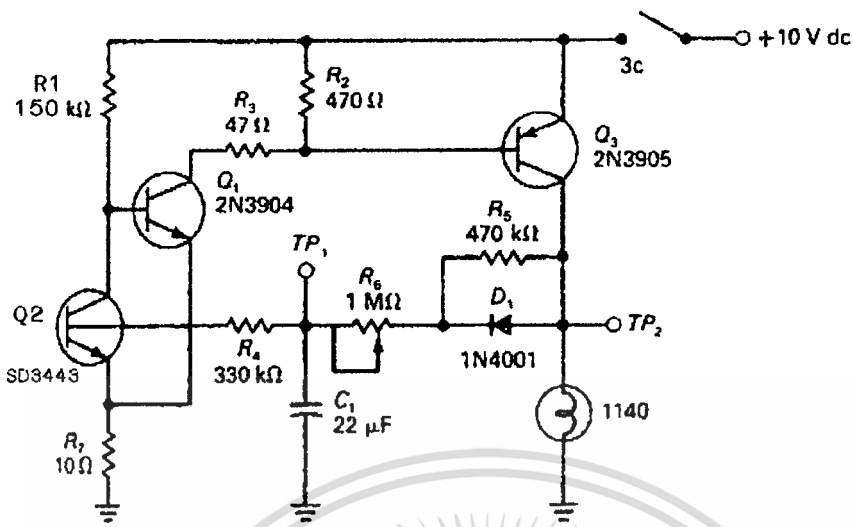 R1
150 kΩ
R₂
470 Ω
3c
+10 V dc
R₃
47 Ω
Q₁
2N3904
Q₃
2N3905
TP₁
R₅
470 kΩ
R₆
1 MΩ
D₁
1N4001
TP₂
Q2
SD3443
R₄
330 kΩ
C₁
22 μF
1140
R₇
10Ω